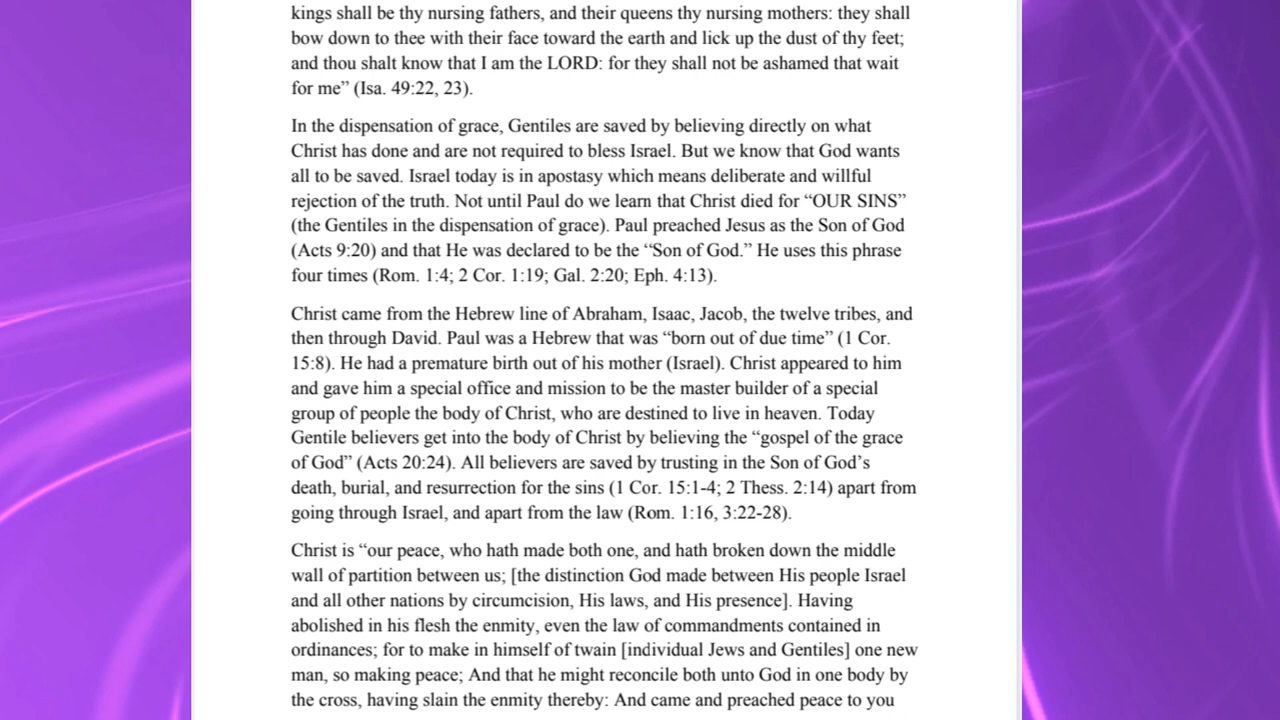 kings shall be thy nursing fathers, and their queens thy nursing mothers: they shall
bow down to thee with their face toward the earth and lick up the dust of thy feet;
and thou shalt know that I am the LORD: for they shall not be ashamed that wait
for me” (Isa. 49:22, 23).
In the dispensation of grace, Gentiles are saved by believing directly on what
Christ has done and are not required to bless Israel. But we know that God wants
all to be saved. Israel today is in apostasy which means deliberate and willful
rejection of the truth. Not until Paul do we learn that Christ died for “OUR SINS”
(the Gentiles in the dispensation of grace). Paul preached Jesus as the Son of God
(Acts 9:20) and that He was declared to be the “Son of God.” He uses this phrase
four times (Rom. 1:4; 2 Cor. 1:19; Gal. 2:20; Eph. 4:13).
Christ came from the Hebrew line of Abraham, Isaac, Jacob, the twelve tribes, and
then through David. Paul was a Hebrew that was “born out of due time” (1 Cor.
15:8). He had a premature birth out of his mother (Israel). Christ appeared to him
and gave him a special office and mission to be the master builder of a special
group of people the body of Christ, who are destined to live in heaven. Today
Gentile believers get into the body of Christ by believing the “gospel of the grace
of God” (Acts 20:24). All believers are saved by trusting in the Son of God’s
death, burial, and resurrection for the sins (1 Cor. 15:1-4; 2 Thess. 2:14) apart from
going through Israel, and apart from the law (Rom. 1:16, 3:22-28).
Christ is “our peace, who hath made both one, and hath broken down the middle
wall of partition between us; [the distinction God made between His people Israel
and all other nations by circumcision, His laws, and His presence]. Having
abolished in his flesh the enmity, even the law of commandments contained in
ordinances; for to make in himself of twain [individual Jews and Gentiles] one new
man, so making peace; And that he might reconcile both unto God in one body by
the cross, having slain the enmity thereby: And came and preached peace to you